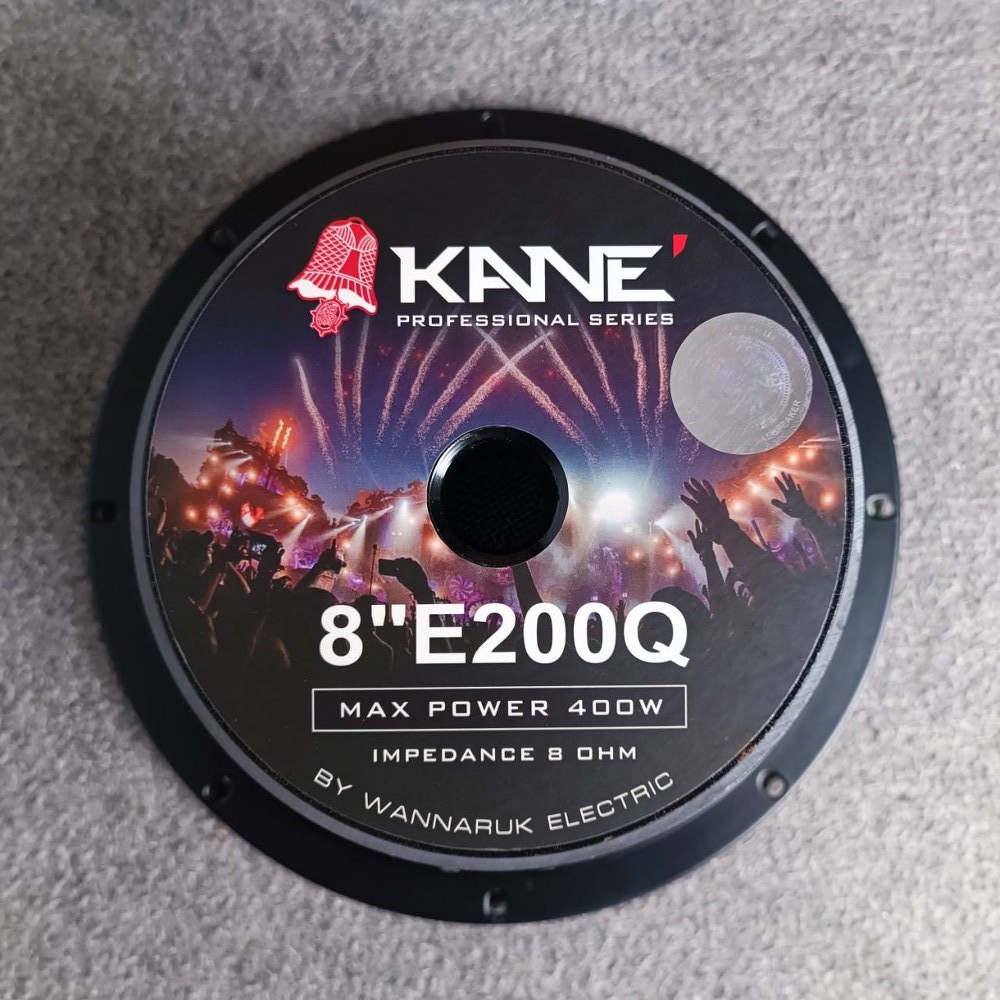 KANE'
PROFESSIONAL SERIES
8"E200Q
MAX POWER 400W
IMPEDANCE 8 OHM
BY WANNARUK ELECTRIC